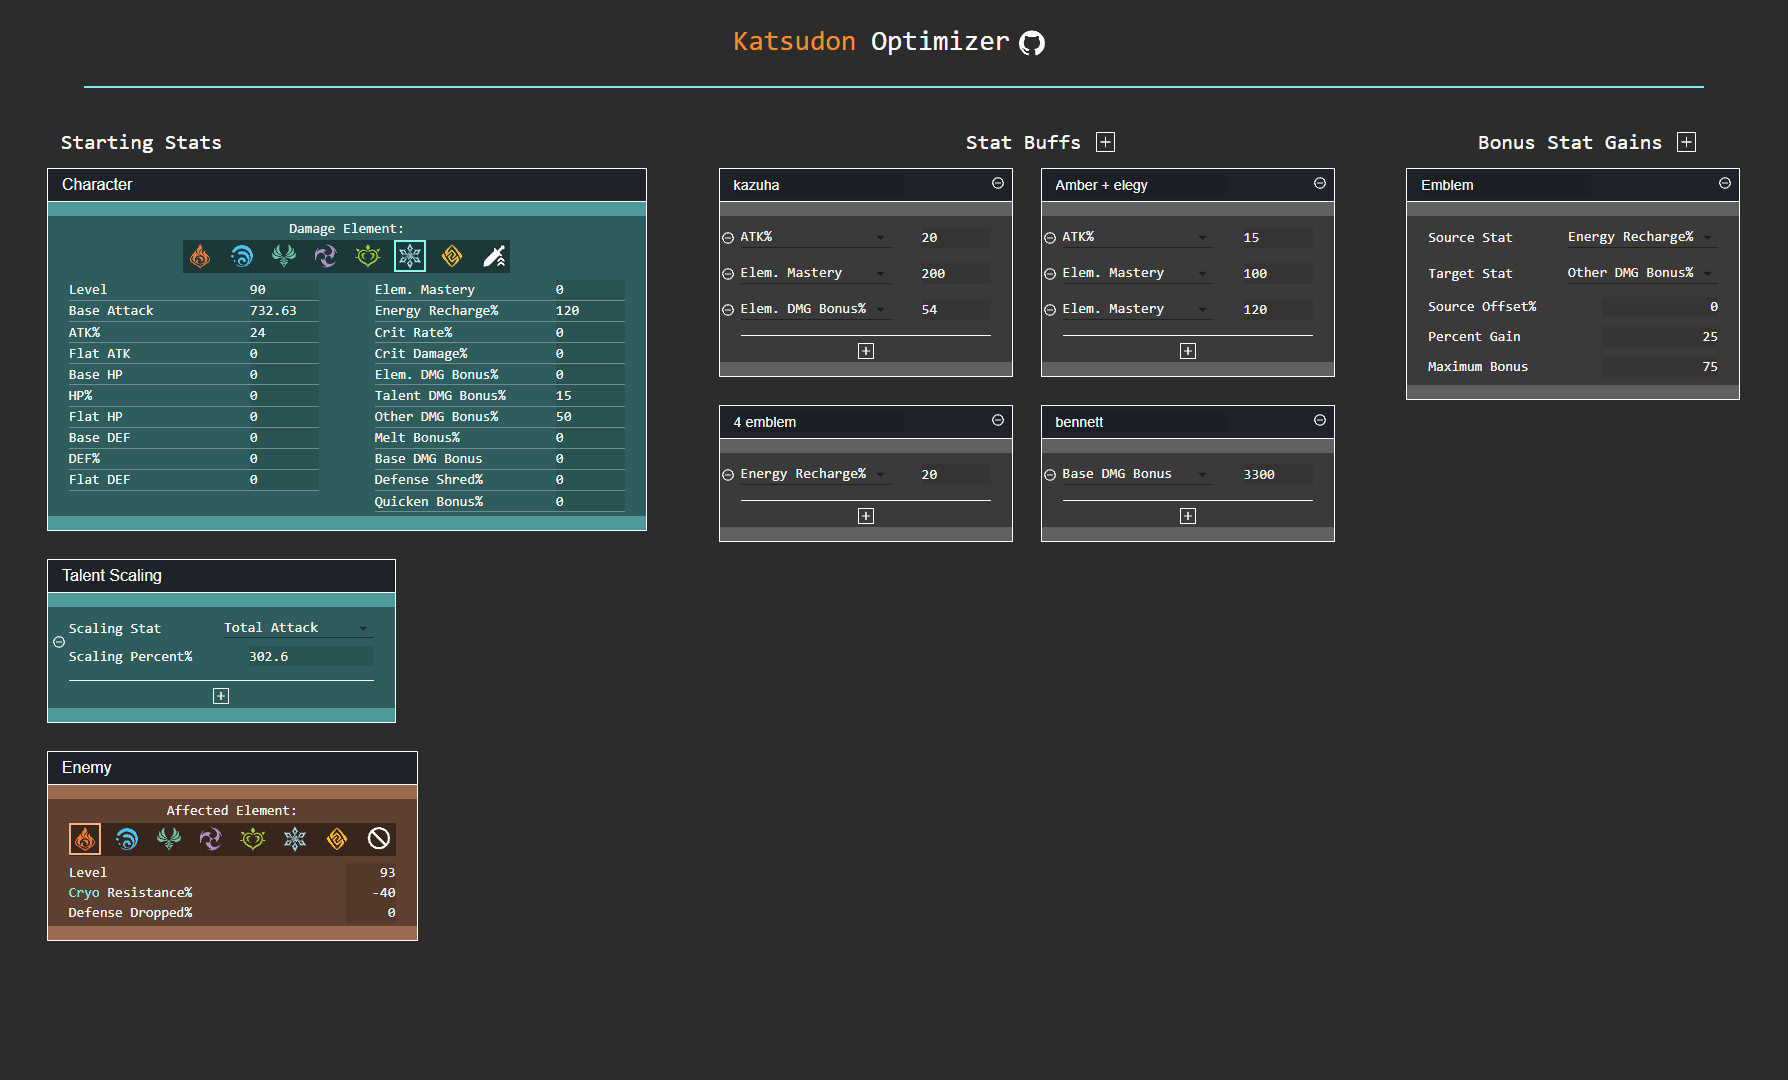 Katsudon Optimizer
Starting Stats
Character
Damage Element:
Level 90
Base Attack 732.63
ATK% 24
Flat ATK 0
Base HP 0
HP% 0
Flat HP 0
Base DEF 0
DEF% 0
Flat DEF 0
Elem. Mastery 0
Energy Recharge% 120
Crit Rate% 0
Crit Damage% 0
Elem. DMG Bonus% 0
Talent DMG Bonus% 15
Other DMG Bonus% 50
Melt Bonus% 0
Base DMG Bonus 0
Defense Shred% 0
Quicken Bonus% 0
Talent Scaling
Scaling Stat Total Attack
Scaling Percent% 302.6
Enemy
Affected Element:
Level 93
Cryo Resistance% -40
Defense Dropped% 0
Stat Buffs
kazuha
ATK% 20
Elem. Mastery 200
Elem. DMG Bonus% 54
Amber + elegy
ATK% 15
Elem. Mastery 100
Elem. Mastery 120
4 emblem
Energy Recharge% 20
bennett
Base DMG Bonus 3300
Bonus Stat Gains
Emblem
Source Stat Energy Recharge%
Target Stat Other DMG Bonus%
Source Offset% 0
Percent Gain 25
Maximum Bonus 75